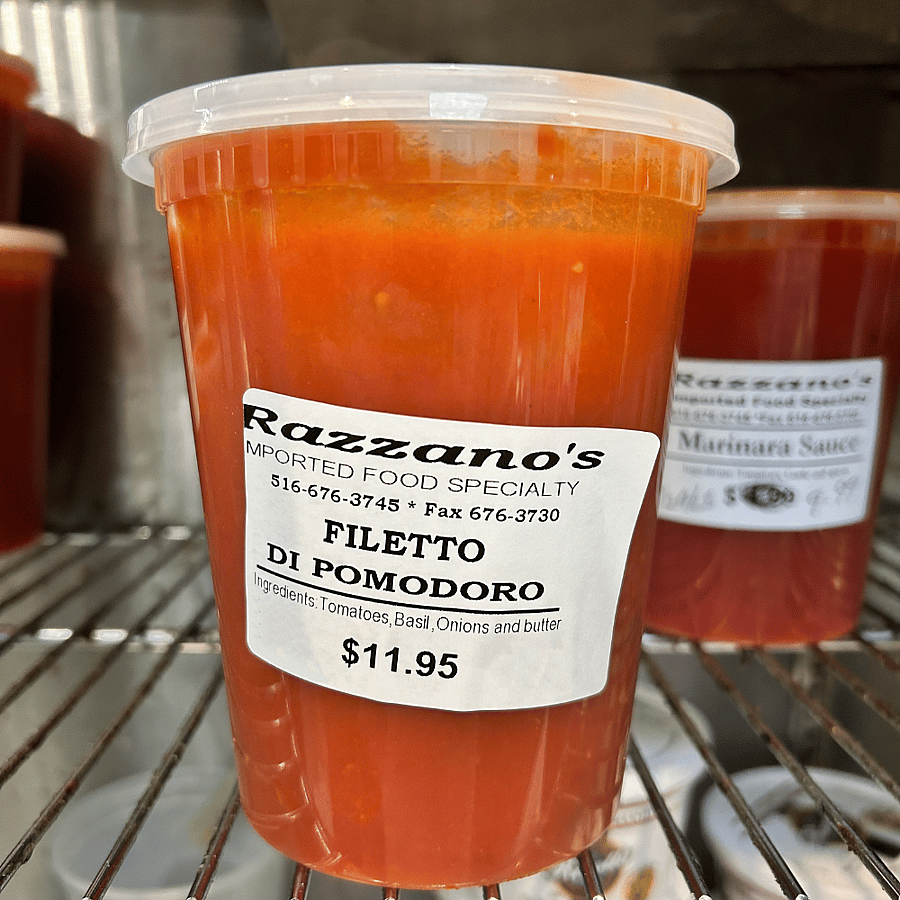 Razzano's
IMPORTED FOOD SPECIALTY
516-676-3745 * Fax 676-3730
FILETTO
DI POMODORO
Ingredients: Tomatoes, Basil, Onions and butter
$11.95
Razzano's
Imported Food Specialty
Marinara Sauce
$